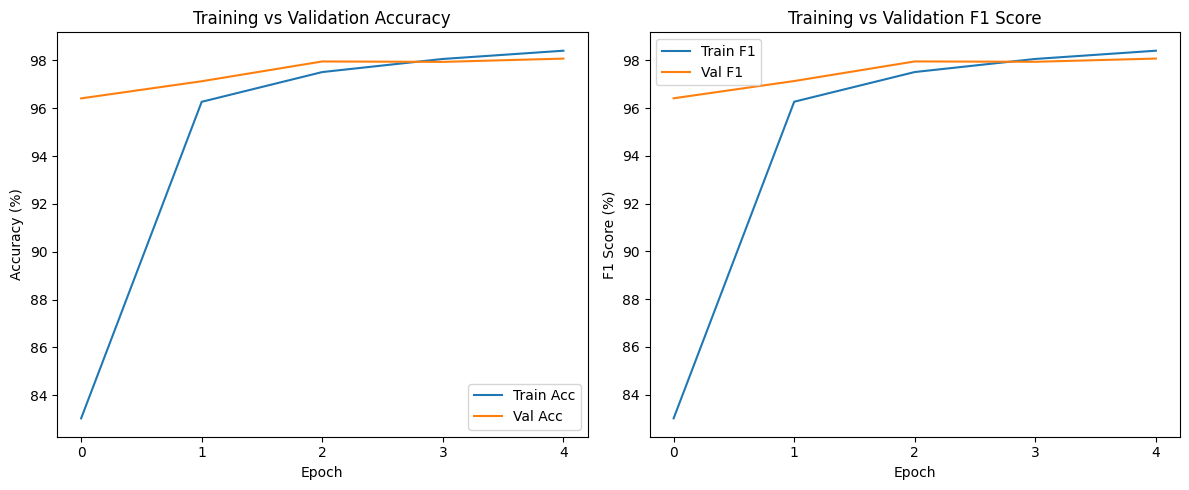 Training vs Validation Accuracy
Accuracy (%)
98
96
94
92
90
88
86
84
0 1 2 3 4
Epoch
Train Acc
Val Acc
Training vs Validation F1 Score
F1 Score (%)
Train F1
Val F1
98
96
94
92
90
88
86
84
0 1 2 3 4
Epoch